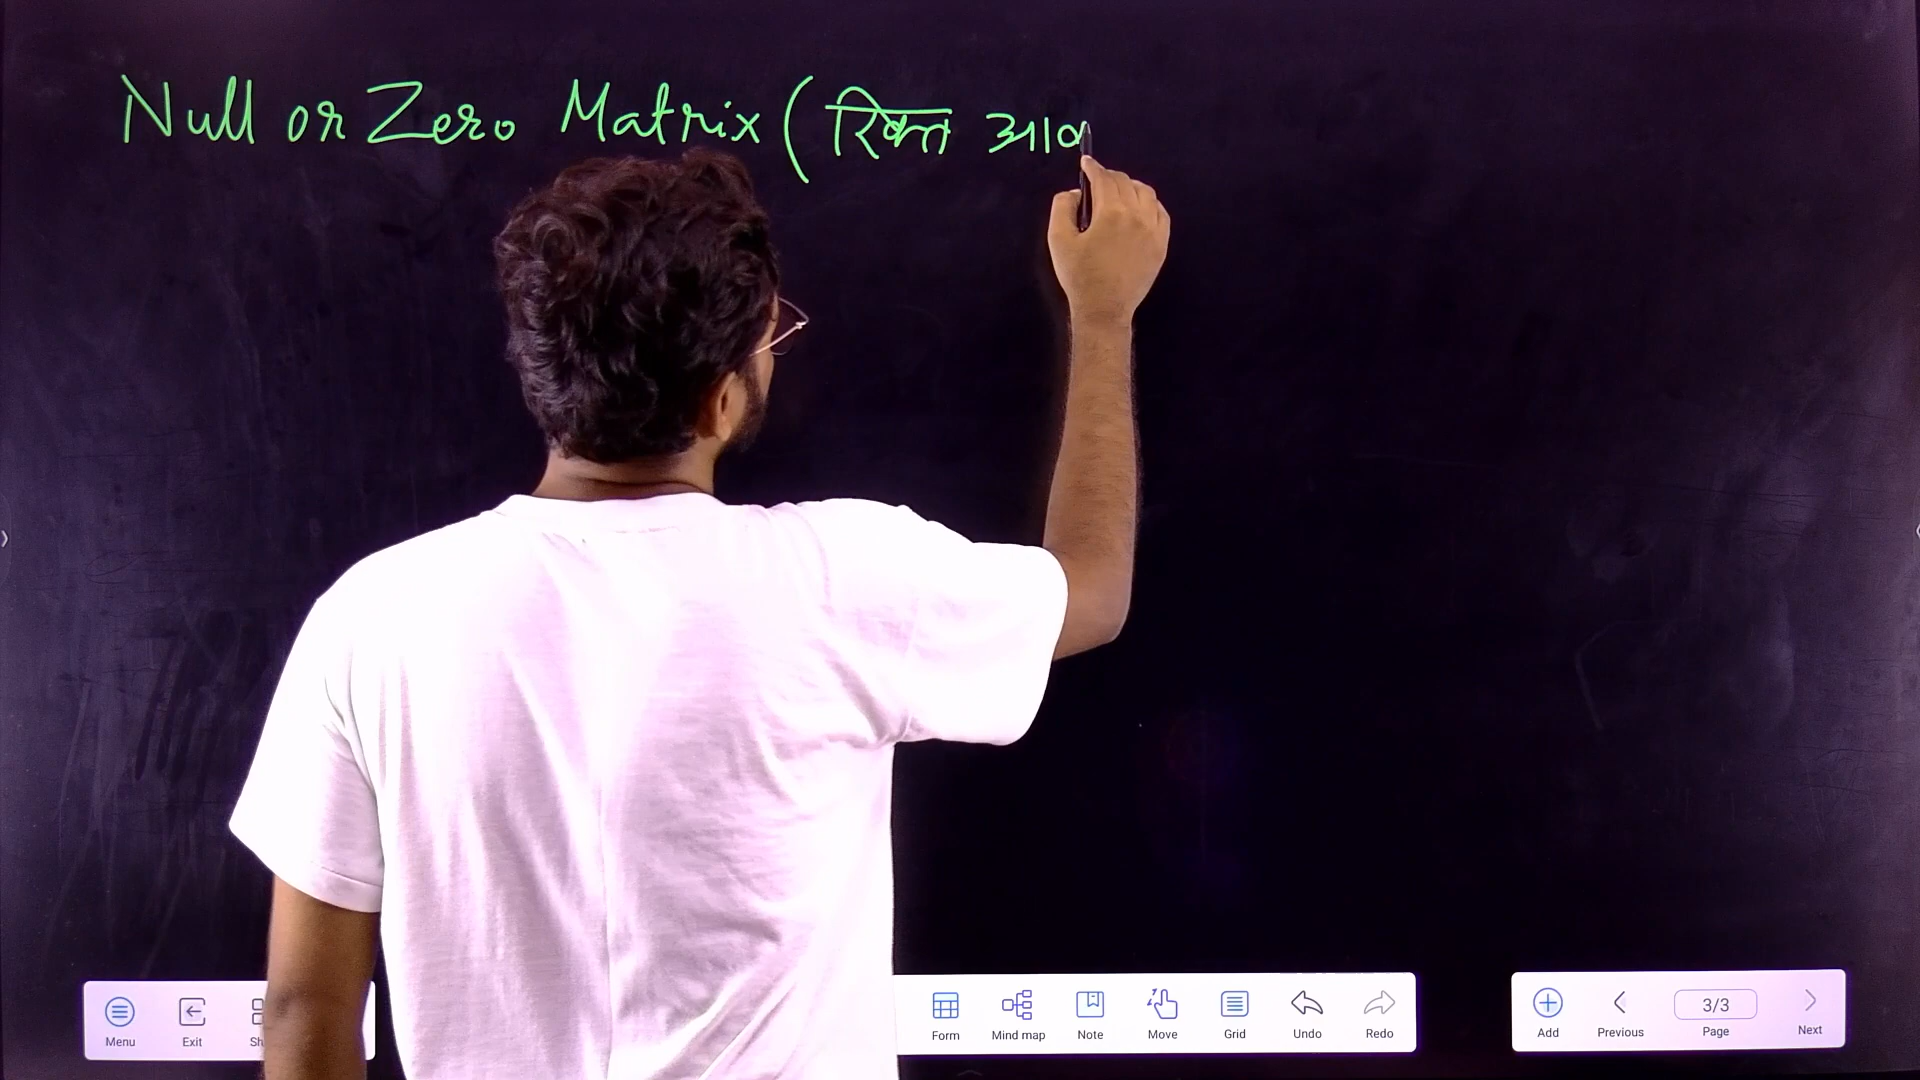 Null or Zero Matrix (रिक्त आव
Menu Exit Sh Form Mind map Note Move Grid Undo Redo Add Previous 3/3 Page Next